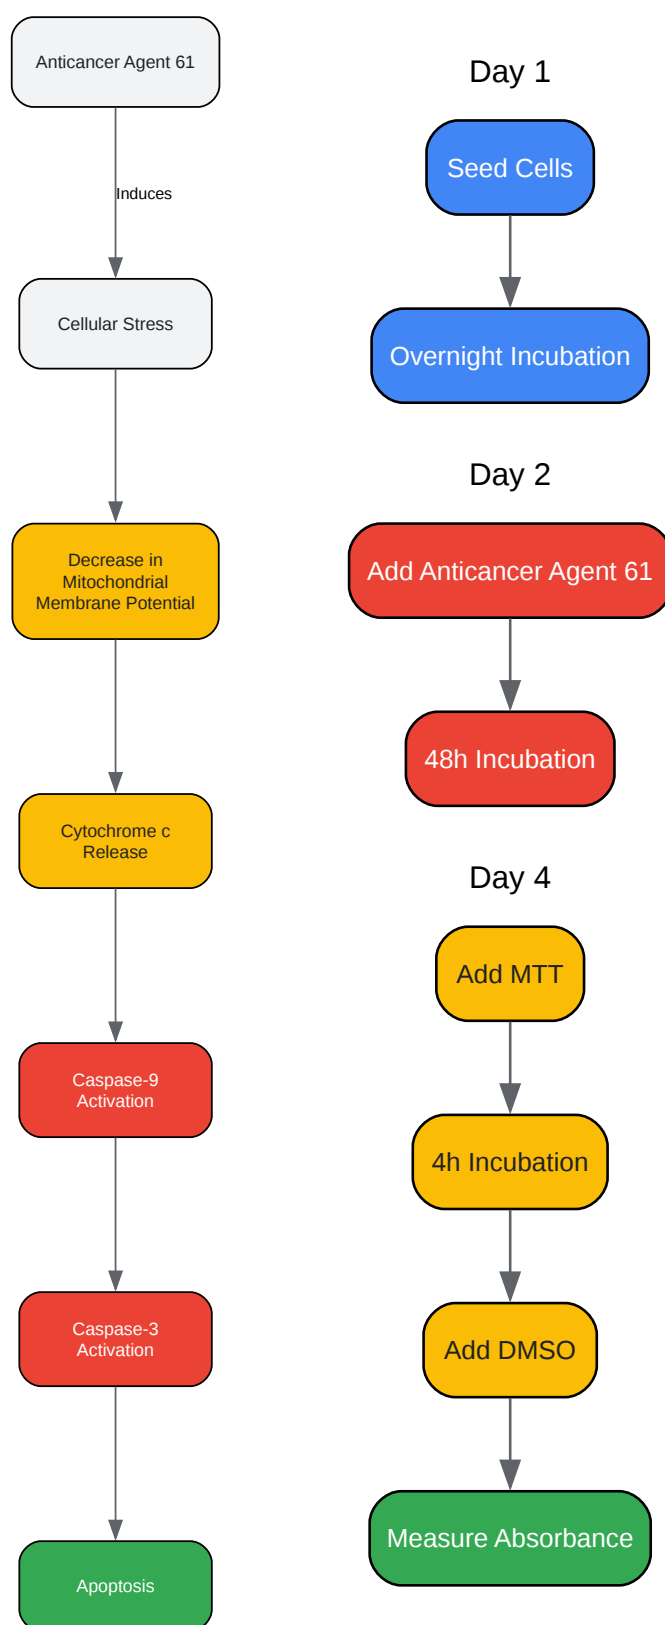 Anticancer Agent 61
Induces
Cellular Stress
Decrease in
Mitochondrial
Membrane Potential
Cytochrome c
Release
Caspase-9
Activation
Caspase-3
Activation
Apoptosis
Day 1
Seed Cells
Overnight Incubation
Day 2
Add Anticancer Agent 61
48h Incubation
Day 4
Add MTT
4h Incubation
Add DMSO
Measure Absorbance